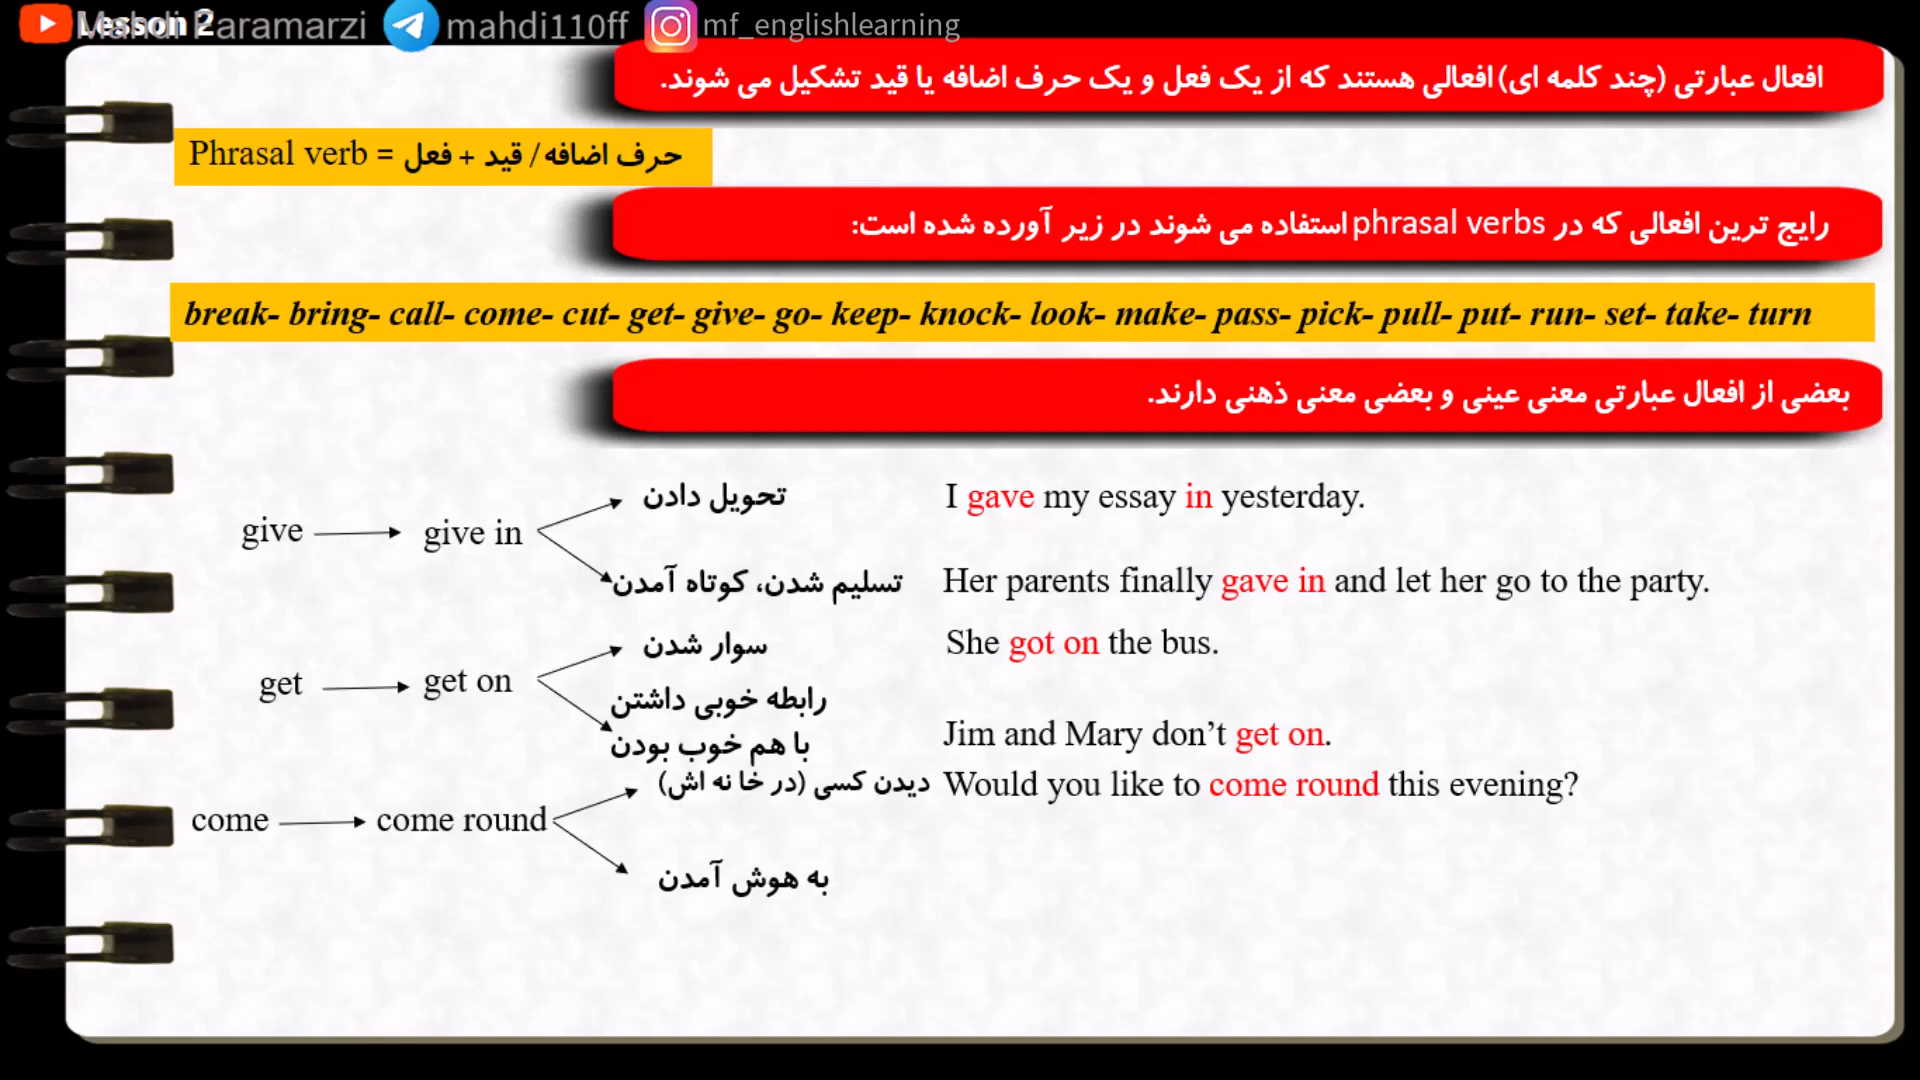 Lesson 2
Mahdi Faramarzi mahdi110ff mf_englishlearning
افعال عبارتی (چند کلمه ای) افعالی هستند که از یک فعل و یک حرف اضافه یا قید تشکیل می شوند.
Phrasal verb = حرف اضافه / قید + فعل
رایج ترین افعالی که در phrasal verbs استفاده می شوند در زیر آورده شده است:
break- bring- call- come- cut- get- give- go- keep- knock- look- make- pass- pick- pull- put- run- set- take- turn
بعضی از افعال عبارتی معنی عینی و بعضی معنی ذهنی دارند.
تحویل دادن I gave my essay in yesterday.
give give in
تسلیم شدن، کوتاه آمدن Her parents finally gave in and let her go to the party.
سوار شدن She got on the bus.
get get on
رابطه خوبی داشتن
با هم خوب بودن Jim and Mary don’t get on.
دیدن کسی (در خا نه اش) Would you like to come round this evening?
come come round
به هوش آمدن